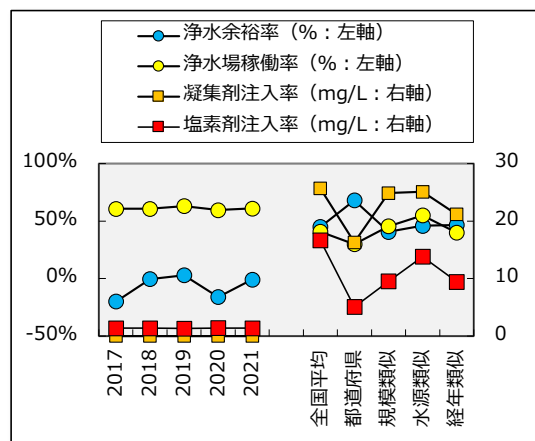 浄水余裕率（%：左軸）
浄水場稼働率（%：左軸）
凝集剤注入率（mg/L：右軸）
塩素剤注入率（mg/L：右軸）
100%
50%
0%
-50%
30
20
10
0
2017
2018
2019
2020
2021
全国平均
都道府県
規模類似
水源類似
経年類似